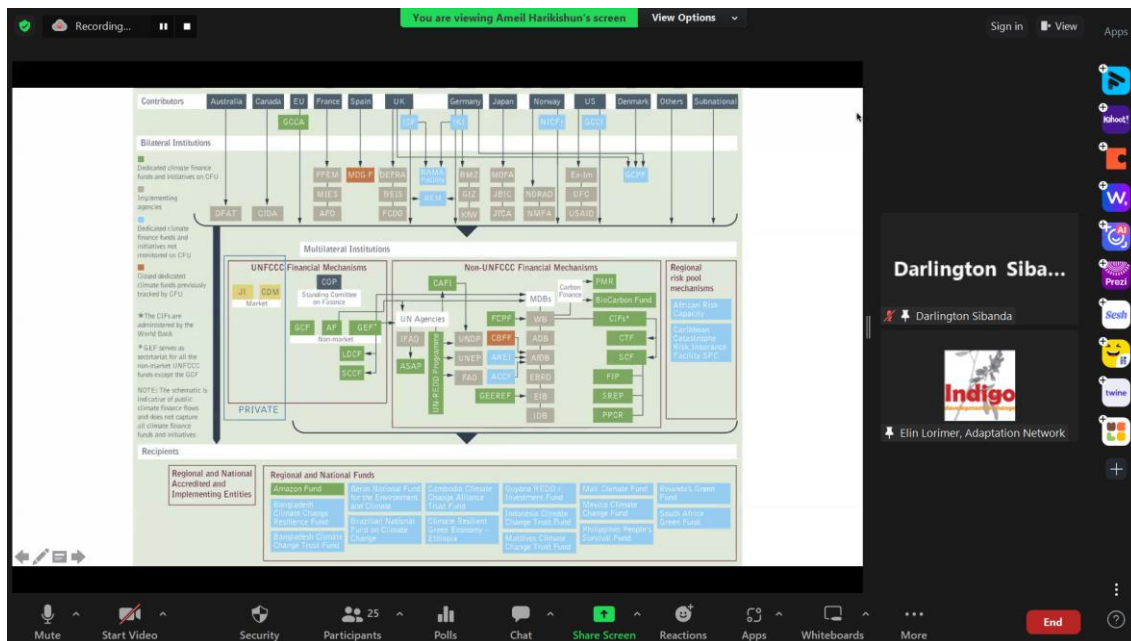 Recording...
You are viewing Ameil Harikishun's screen
View Options
Sign in
View
Apps
Contributors
Australia
Canada
EU
France
Spain
UK
Germany
Japan
Norway
US
Denmark
Others
Subnational
GCCA
ICF
IKI
NICFI
GCCI
Bilateral Institutions
Dedicated climate finance
funds and initiatives on CFU
Implementing
agencies
Dedicated climate
finance funds and
initiatives not
monitored on CFU
Closed dedicated
climate funds previously
tracked by CFU
★The CIFs are
administered by the
World Bank
*GEF serves as
secretariat for all the
non-market UNFCCC
funds except the GCF
NOTE: The schematic is
indicative of public
climate finance flows
and does not capture
all climate finance
funds and initiatives.
FFEM
MDG-F
DEFRA
NAMA
Facility
BMZ
MOFA
Ex-Im
GCPF
MIES
BEIS
REM
GIZ
JBIC
NORAD
DFC
DFAT
CIDA
AFD
FCDO
KfW
JICA
NMFA
USAID
Multilateral Institutions
UNFCCC Financial Mechanisms
JI
CDM
Market
COP
Standing Comittee
on Finance
GCF
AF
GEF*
Non-market
LDCF
SCCF
PRIVATE
Non-UNFCCC Financial Mechanisms
CAFI
UN Agencies
IFAD
ASAP
UN-REDD Programme
UNDP
UNEP
FAO
FCPF
CBFF
AREI
ACCF
GEEREF
MDBs
WB
ADB
AfDB
EBRD
EIB
IDB
Carbon
Finance
PMR
BioCarbon Fund
CIFs*
CTF
SCF
FIP
SREP
PPCR
Regional
risk pool
mechanisms
African Risk
Capacity
Caribbean
Catastrophe
Risk Insurance
Facility SPC
Recipients
Regional and National
Accredited and
Implementing Entities
Regional and National Funds
Amazon Fund
Bangladesh
Climate Change
Resilience Fund
Bangladesh Climate
Change Trust Fund
Benin National Fund
for the Environment
and Climate
Brazilian National
Fund on Climate
Change
Cambodia Climate
Change Alliance
Trust Fund
Climate Resilient
Green Economy -
Ethiopia
Guyana REDD+
Investment Fund
Indonesia Climate
Change Trust Fund
Maldives Climate
Change Trust Fund
Mali Climate Fund
Mexico Climate
Change Fund
Philippines People's
Survival Fund
Rwanda's Green
Fund
South Africa
Green Fund
Darlington Siba...
Darlington Sibanda
Indigo
development & change
Elin Lorimer, Adaptation Network
Kahoot!
W,
AI
Prezi
Sesh
twine
Mute
Start Video
Security
25
Participants
Polls
Chat
Share Screen
Reactions
Apps
Whiteboards
More
End